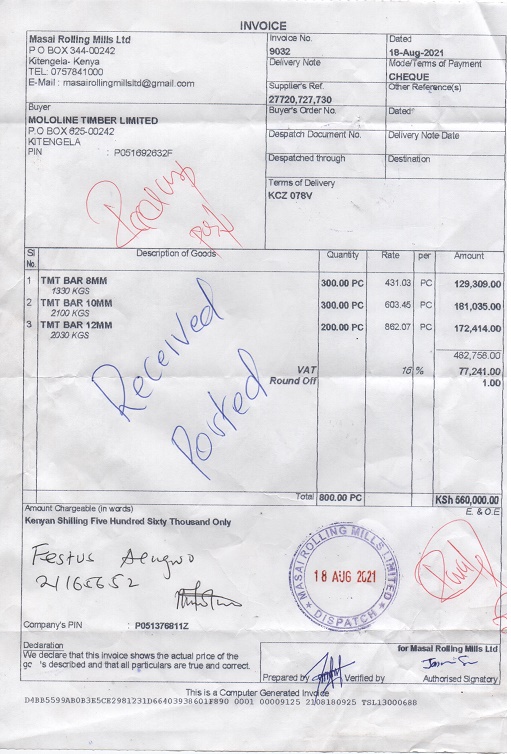 INVOICE
Masai Rolling Mills Ltd
P O BOX 344-00242
Kitengela- Kenya
TEL: 0757841000
E-Mail : masairollingmillsltd@gmail.com
Invoice No.
9032
Dated
18-Aug-2021
Delivery Note
Mode/Terms of Payment
CHEQUE
Supplier's Ref.
27720,727,730
Other Reference(s)
Buyer
MOLOLINE TIMBER LIMITED
P.O BOX 625-00242
KITENGELA
PIN : P051692632F
Buyer's Order No.
Dated
Despatch Document No.
Delivery Note Date
Despatched through
Destination
Terms of Delivery
KCZ 078V
Sl No. Description of Goods Quantity Rate per Amount
1 TMT BAR 8MM 300.00 PC 431.03 PC 129,309.00
1330 KGS
2 TMT BAR 10MM 300.00 PC 603.45 PC 181,035.00
2100 KGS
3 TMT BAR 12MM 200.00 PC 862.07 PC 172,414.00
2030 KGS
482,758.00
VAT 16 % 77,241.00
Round Off 1.00
Received
Posted
Total 800.00 PC KSh 560,000.00
Amount Chargeable (in words) E. & O.E
Kenyan Shilling Five Hundred Sixty Thousand Only
Festus
MASAI ROLLING MILLS LIMITED
18 AUG 2021
DISPATCH
Company's PIN : P051376811Z
Declaration
We declare that this invoice shows the actual price of the
gc 's described and that all particulars are true and correct.
for Masai Rolling Mills Ltd
Prepared by Verified by Authorised Signatory
This is a Computer Generated Invoice
D4BB5599AB0B3E5CE2981231D66403938601F890 0001 00009125 2108180925 TSL13000688